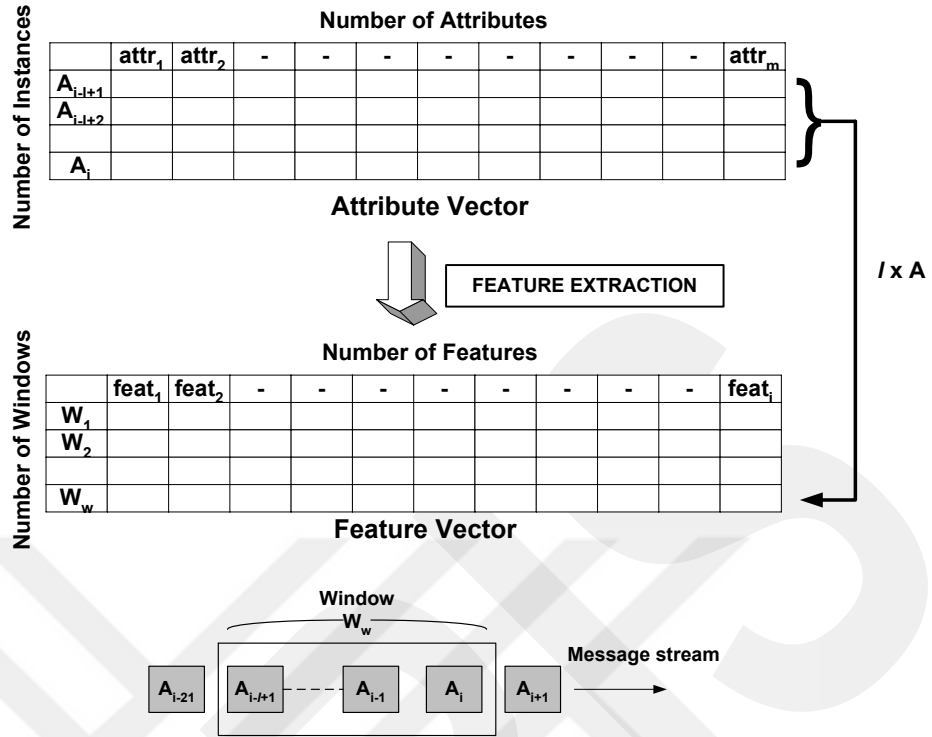 Number of Attributes
Number of Instances
attr1 attr2 - - - - - - - - attrm
Ai-l+1
Ai-l+2
Ai
Attribute Vector
l x A
FEATURE EXTRACTION
Number of Features
Number of Windows
feat1 feat2 - - - - - - - - feati
W1
W2
Ww
Feature Vector
Window
Ww
Message stream
Ai-21 Ai-l+1 Ai-1 Ai Ai+1